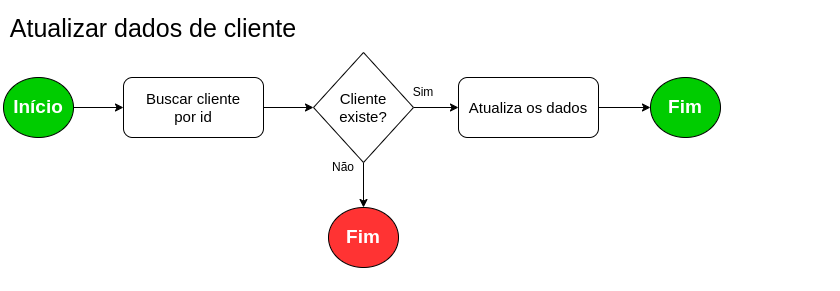 Atualizar dados de cliente
Início
Buscar cliente
por id
Cliente
existe?
Sim
Atualiza os dados
Fim
Não
Fim